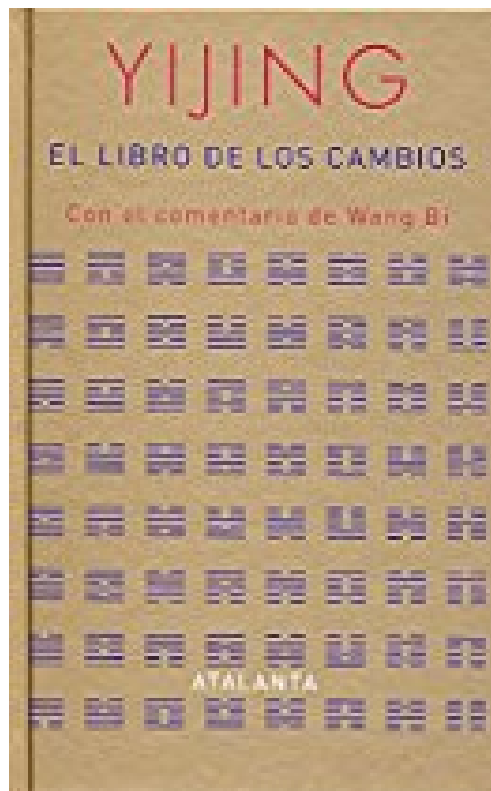 YIJING
EL LIBRO DE LOS CAMBIOS
Con el comentario de Wang Bi
ATALANTA